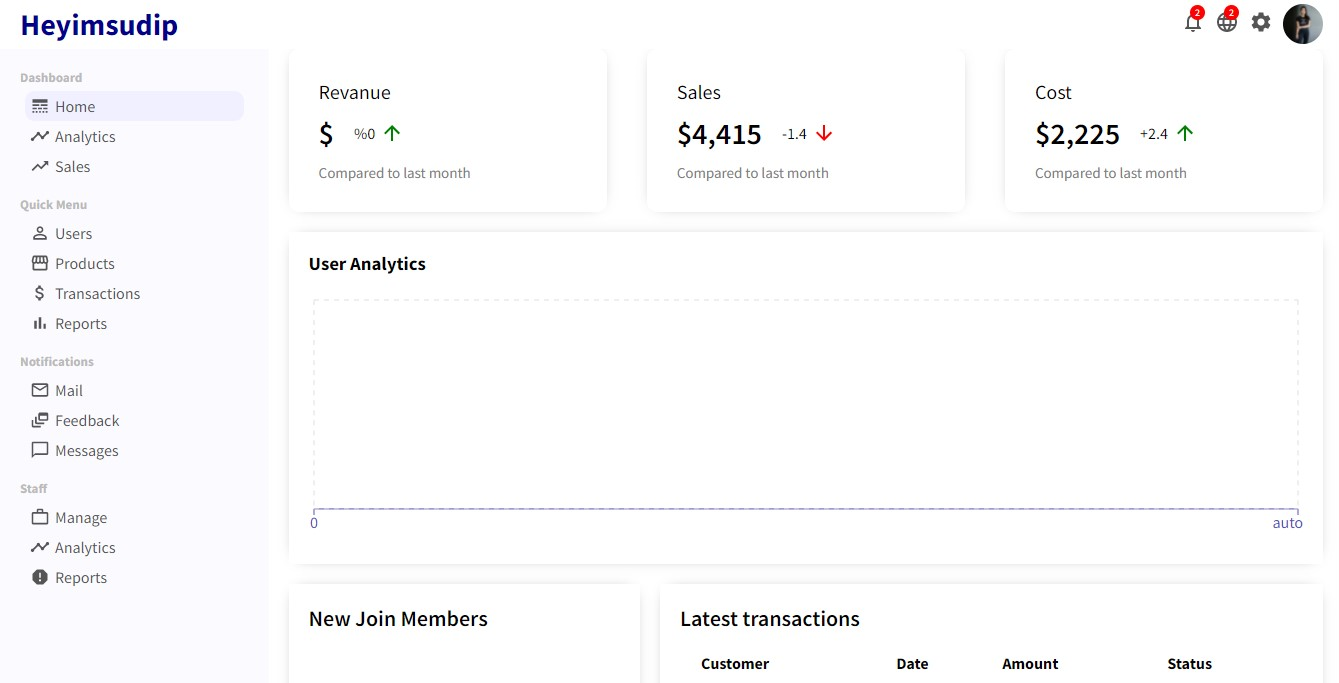 Heyimsudip
2 2
Dashboard
Home
Analytics
Sales
Quick Menu
Users
Products
Transactions
Reports
Notifications
Mail
Feedback
Messages
Staff
Manage
Analytics
Reports
Revanue
$ %0
Compared to last month
Sales
$4,415 -1.4
Compared to last month
Cost
$2,225 +2.4
Compared to last month
User Analytics
0 auto
New Join Members
Latest transactions
Customer Date Amount Status